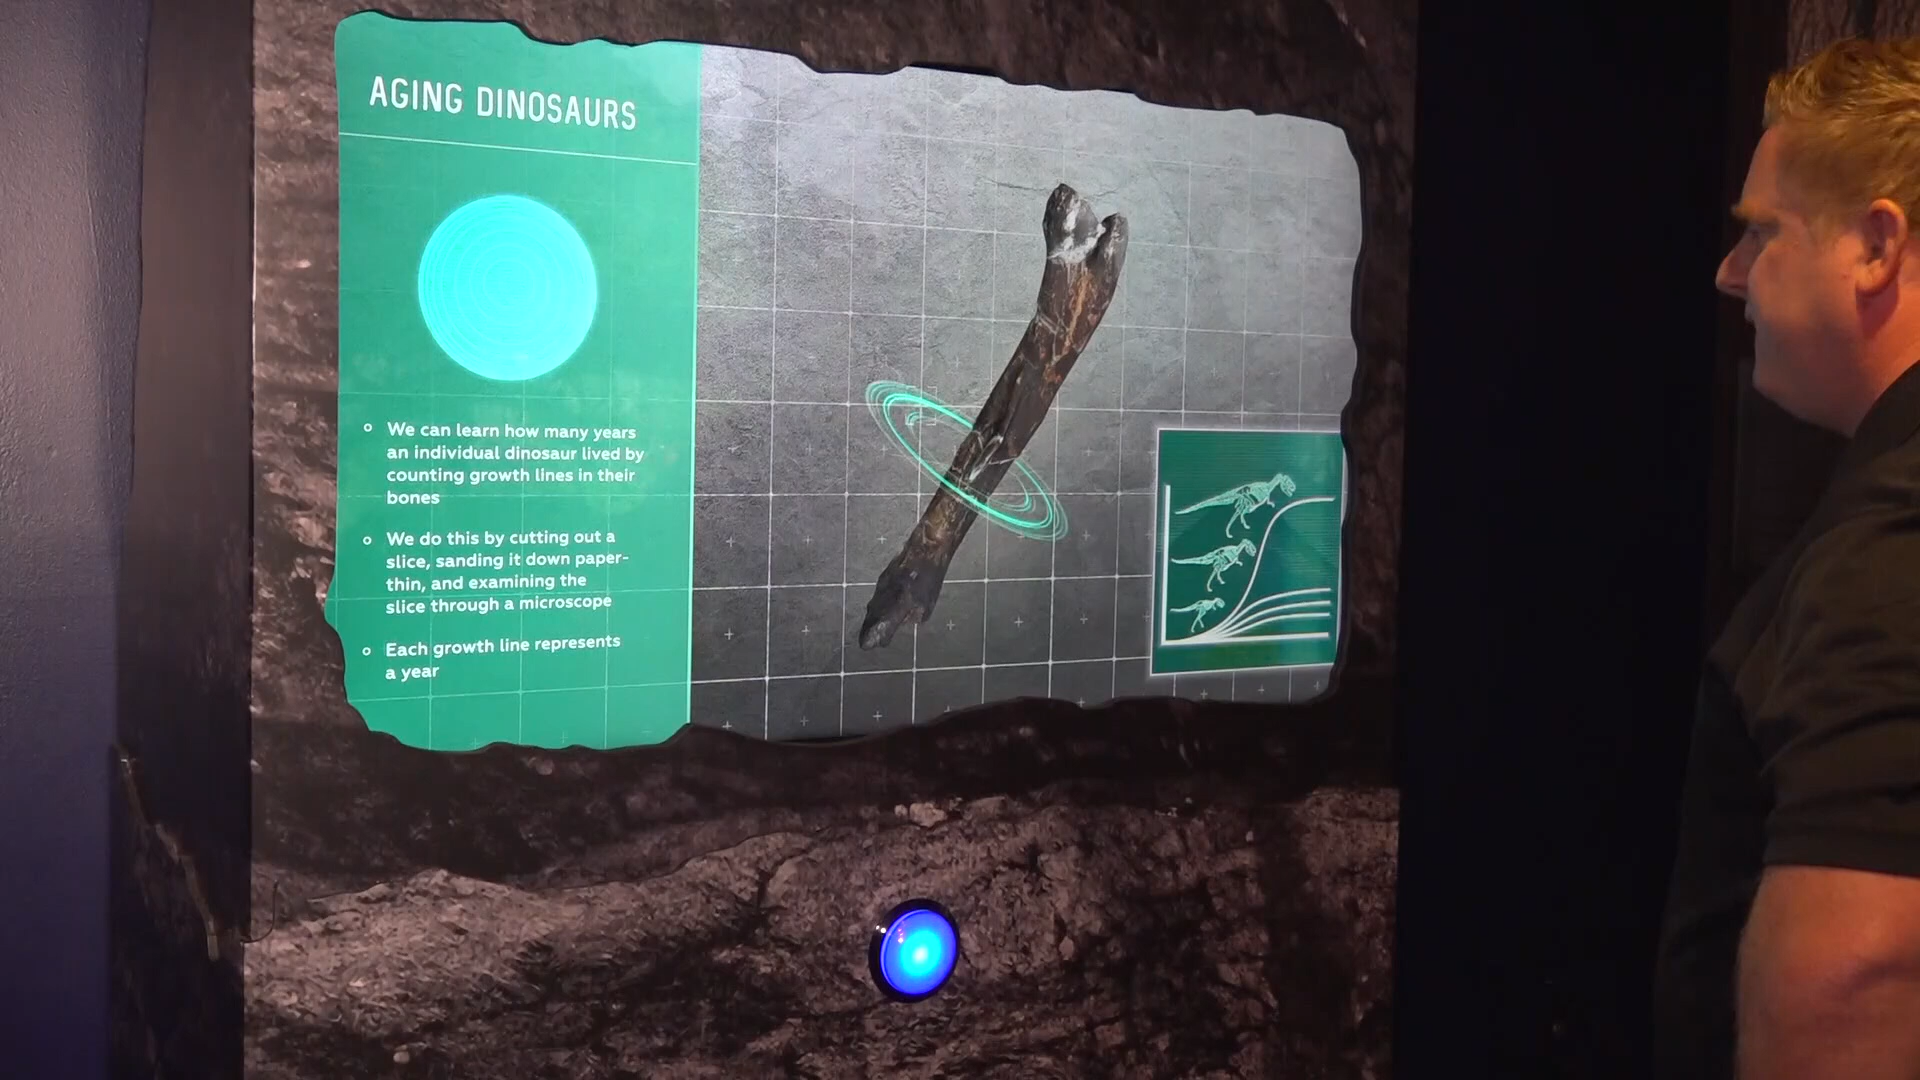 AGING DINOSAURS
We can learn how many years
an individual dinosaur lived by
counting growth lines in their
bones
We do this by cutting out a
slice, sanding it down paper-
thin, and examining the
slice through a microscope
Each growth line represents
a year